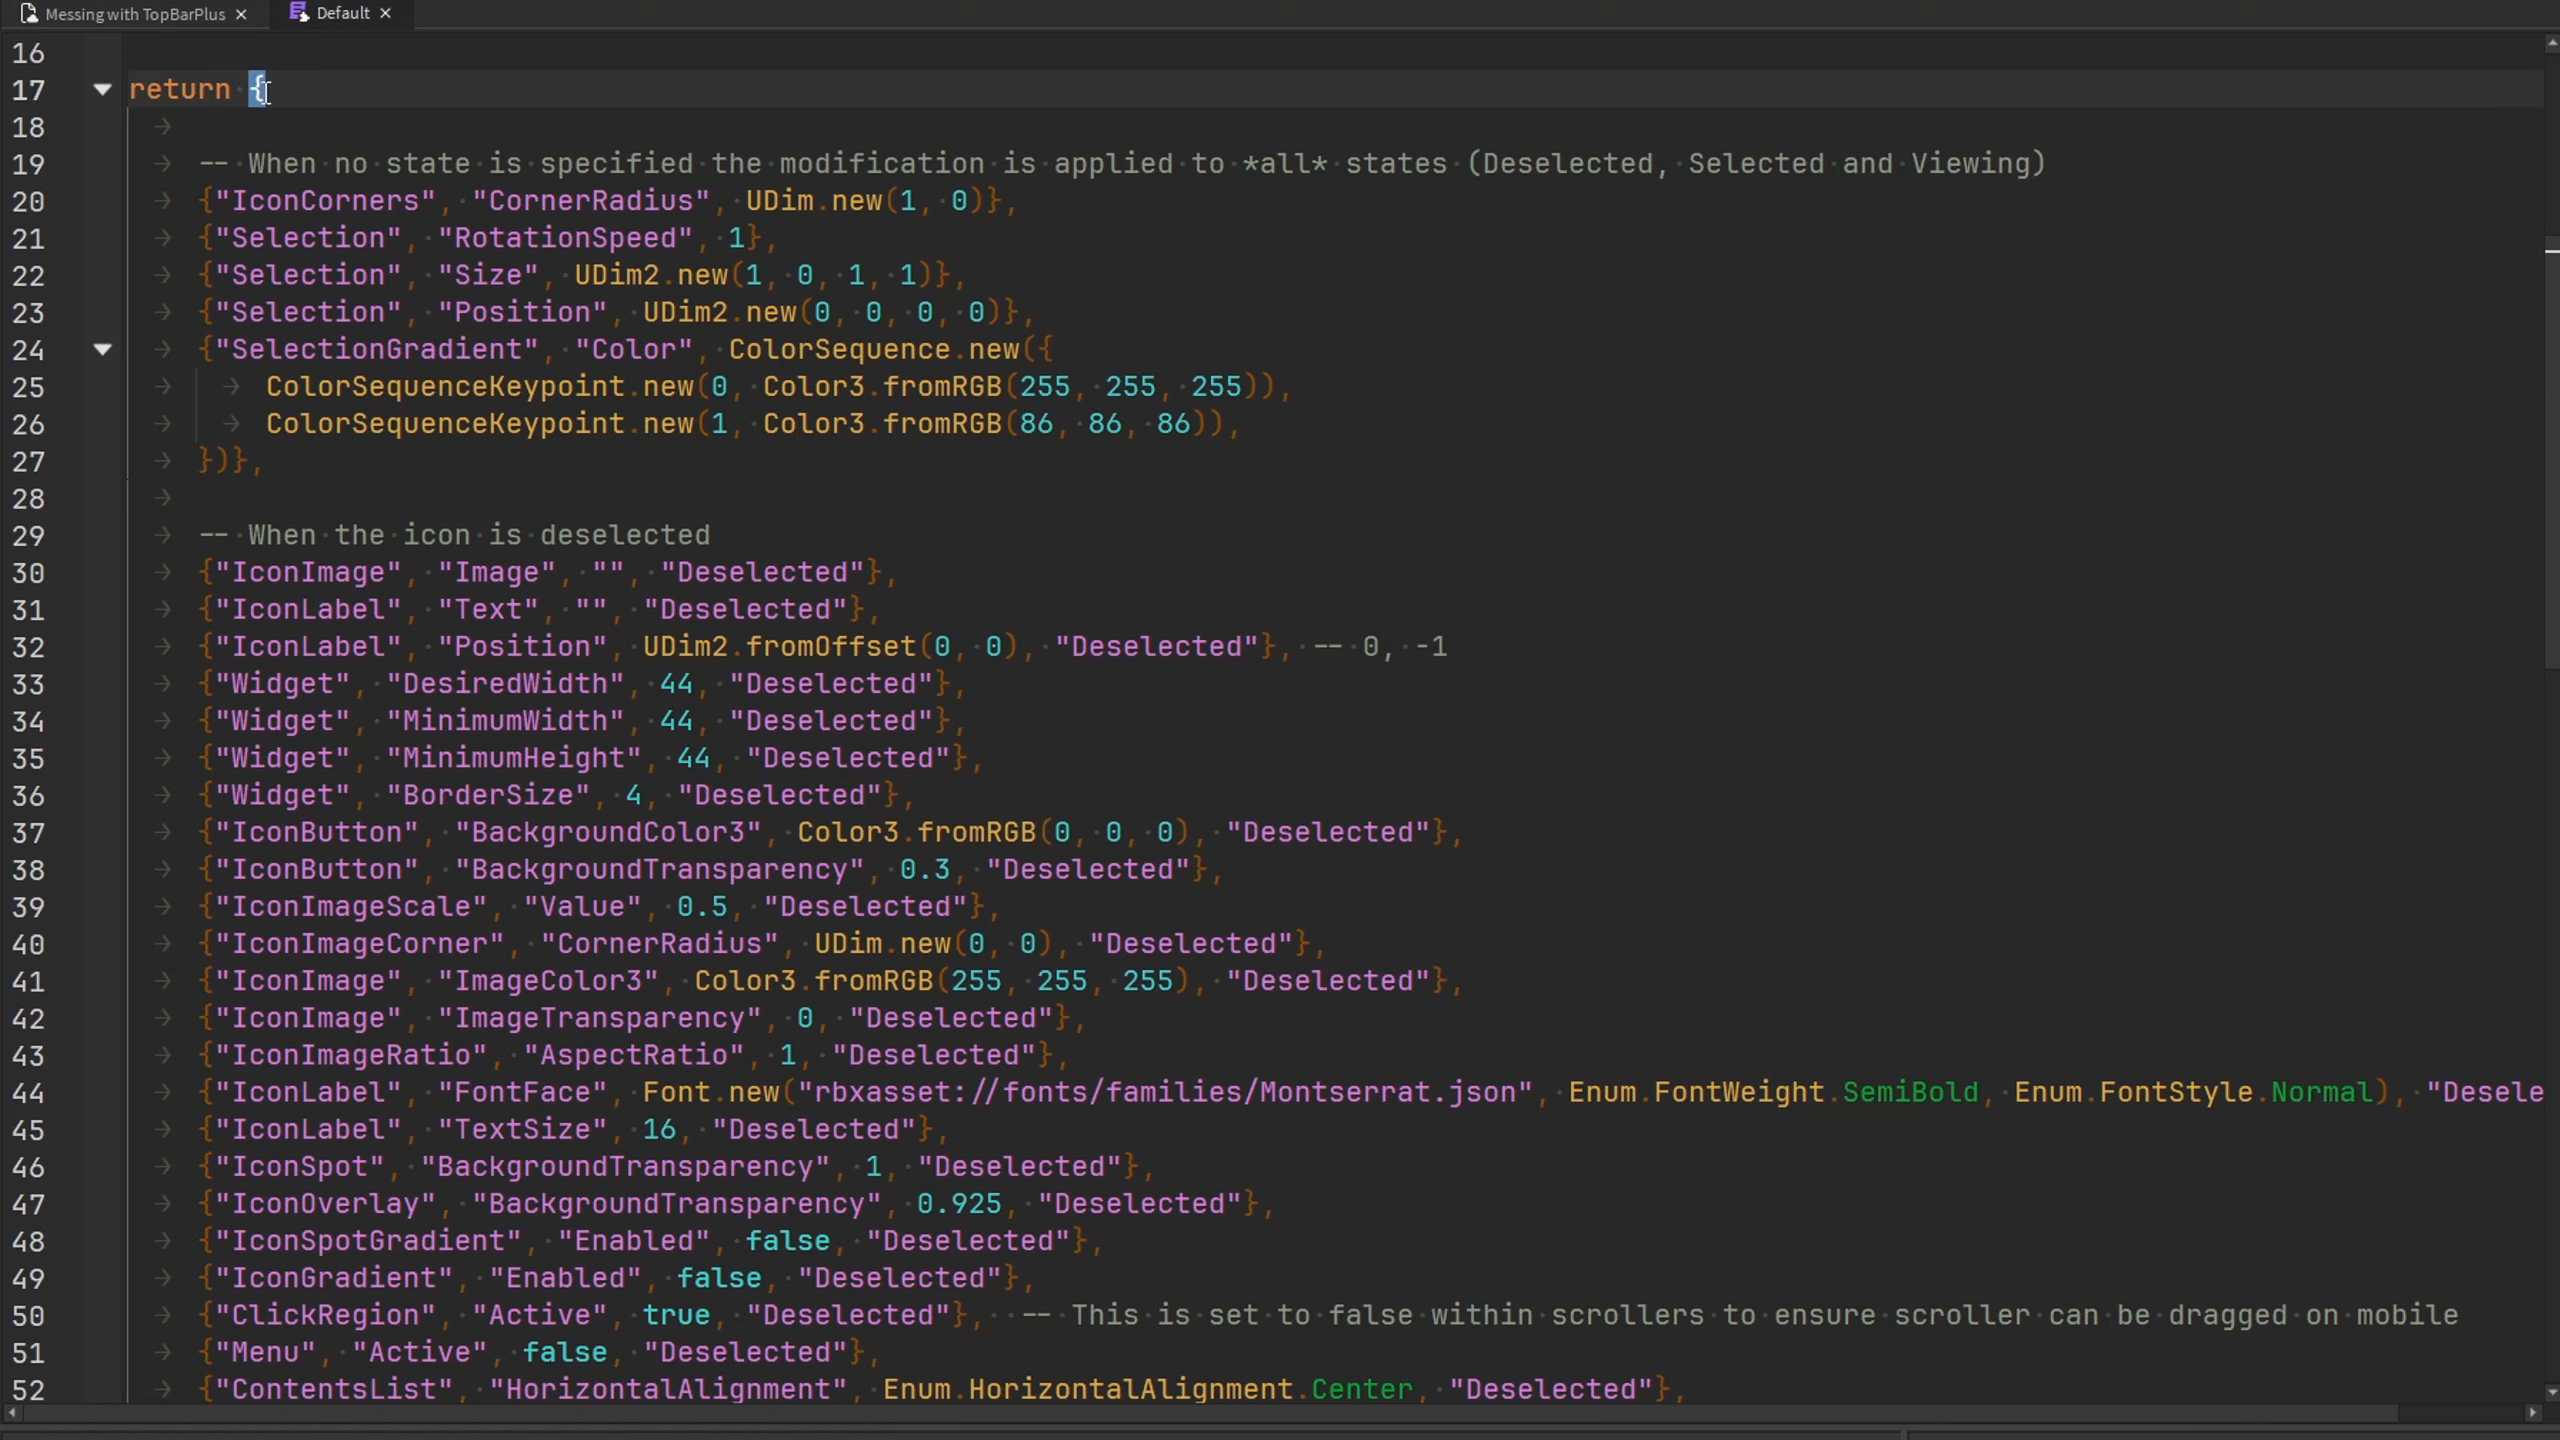 Messing with TopBarPlus × Default ×
16
17 return {
18
19 -- When no state is specified the modification is applied to *all* states (Deselected, Selected and Viewing)
20 {"IconCorners", "CornerRadius", UDim.new(1, 0)},
21 {"Selection", "RotationSpeed", 1},
22 {"Selection", "Size", UDim2.new(1, 0, 1, 1)},
23 {"Selection", "Position", UDim2.new(0, 0, 0, 0)},
24 {"SelectionGradient", "Color", ColorSequence.new({
25 ColorSequenceKeypoint.new(0, Color3.fromRGB(255, 255, 255)),
26 ColorSequenceKeypoint.new(1, Color3.fromRGB(86, 86, 86)),
27 })},
28
29 -- When the icon is deselected
30 {"IconImage", "Image", "", "Deselected"},
31 {"IconLabel", "Text", "", "Deselected"},
32 {"IconLabel", "Position", UDim2.fromOffset(0, 0), "Deselected"}, -- 0, -1
33 {"Widget", "DesiredWidth", 44, "Deselected"},
34 {"Widget", "MinimumWidth", 44, "Deselected"},
35 {"Widget", "MinimumHeight", 44, "Deselected"},
36 {"Widget", "BorderSize", 4, "Deselected"},
37 {"IconButton", "BackgroundColor3", Color3.fromRGB(0, 0, 0), "Deselected"},
38 {"IconButton", "BackgroundTransparency", 0.3, "Deselected"},
39 {"IconImageScale", "Value", 0.5, "Deselected"},
40 {"IconImageCorner", "CornerRadius", UDim.new(0, 0), "Deselected"},
41 {"IconImage", "ImageColor3", Color3.fromRGB(255, 255, 255), "Deselected"},
42 {"IconImage", "ImageTransparency", 0, "Deselected"},
43 {"IconImageRatio", "AspectRatio", 1, "Deselected"},
44 {"IconLabel", "FontFace", Font.new("rbxasset://fonts/families/Montserrat.json", Enum.FontWeight.SemiBold, Enum.FontStyle.Normal), "Desele
45 {"IconLabel", "TextSize", 16, "Deselected"},
46 {"IconSpot", "BackgroundTransparency", 1, "Deselected"},
47 {"IconOverlay", "BackgroundTransparency", 0.925, "Deselected"},
48 {"IconSpotGradient", "Enabled", false, "Deselected"},
49 {"IconGradient", "Enabled", false, "Deselected"},
50 {"ClickRegion", "Active", true, "Deselected"}, -- This is set to false within scrollers to ensure scroller can be dragged on mobile
51 {"Menu", "Active", false, "Deselected"},
52 {"ContentsList", "HorizontalAlignment", Enum.HorizontalAlignment.Center, "Deselected"},